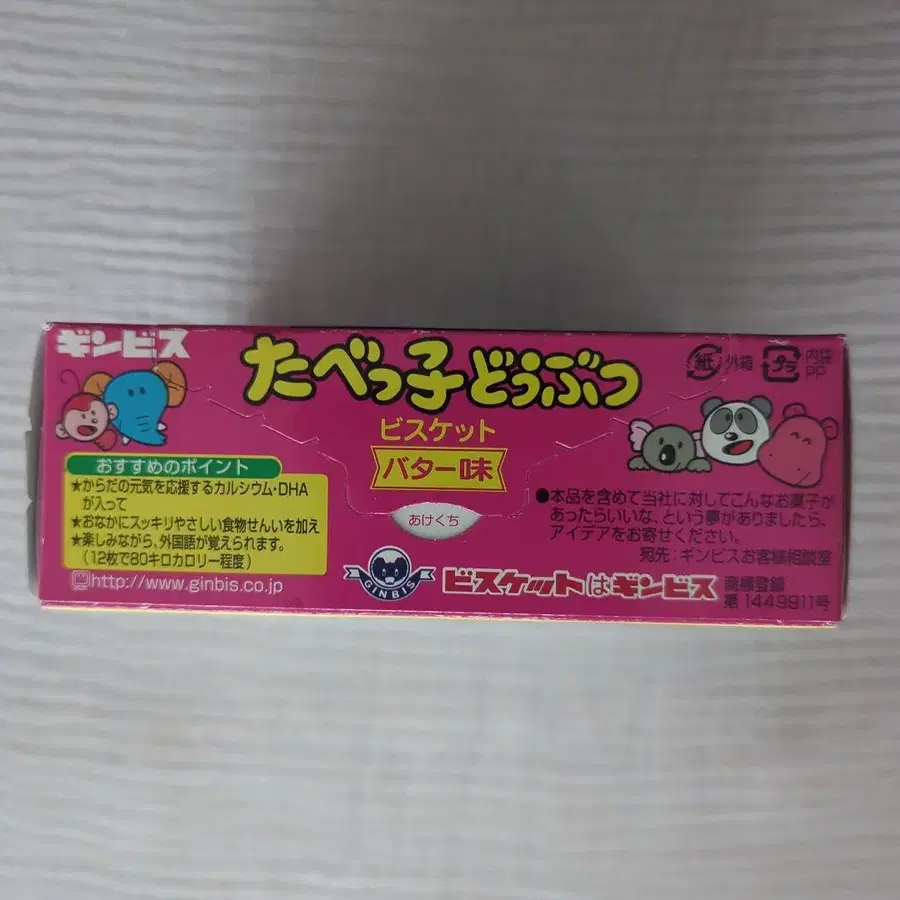 ギンビス
たべっ子どうぶつ
ビスケット
バター味
あけくち
紙 外箱
プラ 内袋
PP
おすすめのポイント
★からだの元気を応援するカルシウム・DHA
が入って
★おなかにスッキリやさしい食物せんいを加え
★楽しみながら、外国語が覚えられます。
(12枚で80キロカロリー程度)
http://www.ginbis.co.jp
●本品を含めて当社に対してこんなお菓子が
あったらいいな、という事がありましたら、
アイデアをお寄せください。
宛先:ギンビスお客様相談室
GINBIS
ビスケットはギンビス
商標登録
第1449911号